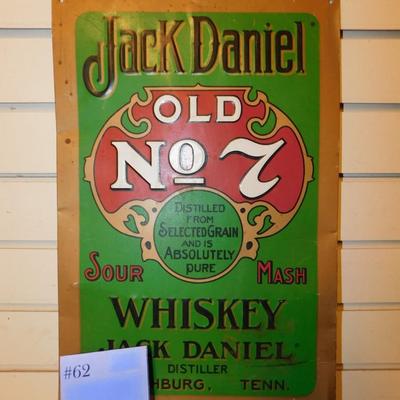 Jack Daniel
OLD
No 7
DISTILLED
FROM
SELECTED GRAIN
AND IS
ABSOLUTELY
PURE
SOUR MASH
WHISKEY
JACK DANIEL
DISTILLER
HBURG, TENN.
#62